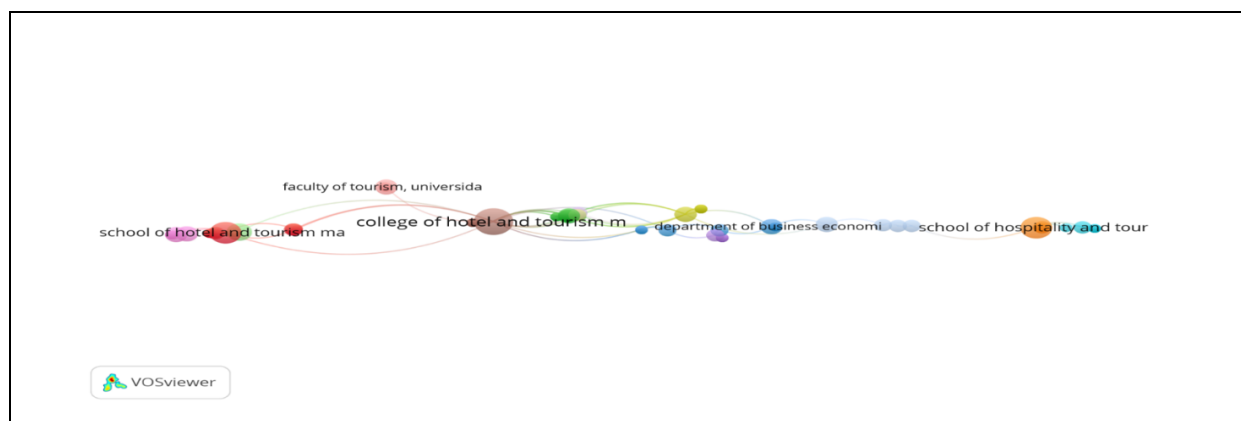 faculty of tourism, universida
college of hotel and tourism m
school of hotel and tourism ma
department of business economi
school of hospitality and tour
VOSviewer